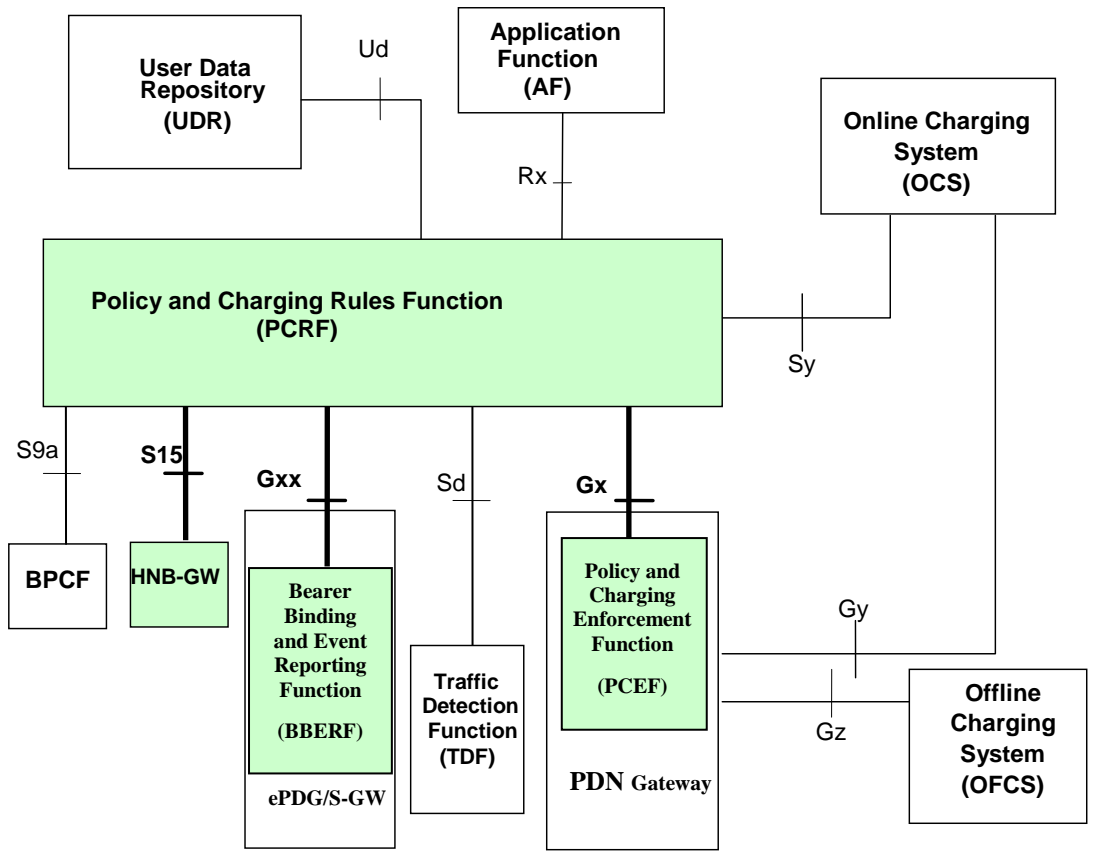 User Data
Repository
(UDR)
Ud
Application
Function
(AF)
Rx
Online Charging
System
(OCS)
Policy and Charging Rules Function
(PCRF)
Sy
S9a
S15
Gxx
Sd
Gx
BPCF
HNB-GW
Bearer
Binding
and Event
Reporting
Function
(BBERF)
ePDG/S-GW
Traffic
Detection
Function
(TDF)
Policy and
Charging
Enforcement
Function
(PCEF)
PDN Gateway
Gy
Gz
Offline
Charging
System
(OFCS)